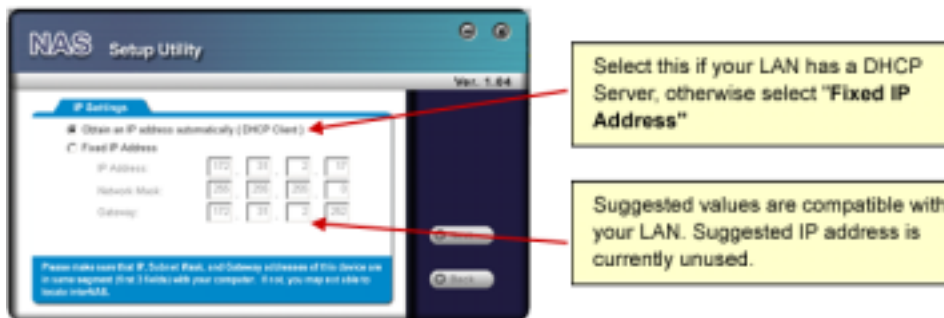 NAS Setup Utility
Ver. 1.04
IP Settings
Obtain an IP address automatically ( DHCP Client )
Fixed IP Address
IP Address:
172 31 2
Network Mask:
255 255 255 0
Gateway:
172 31 2
Back
Please make sure that IP, Subnet Mask, and Gateway addresses of this device are
in same segment (first 3 fields) with your computer. If not, you may not able to
locate
Select this if your LAN has a DHCP
Server, otherwise select "Fixed IP
Address"
Suggested values are compatible with
your LAN. Suggested IP address is
currently unused.